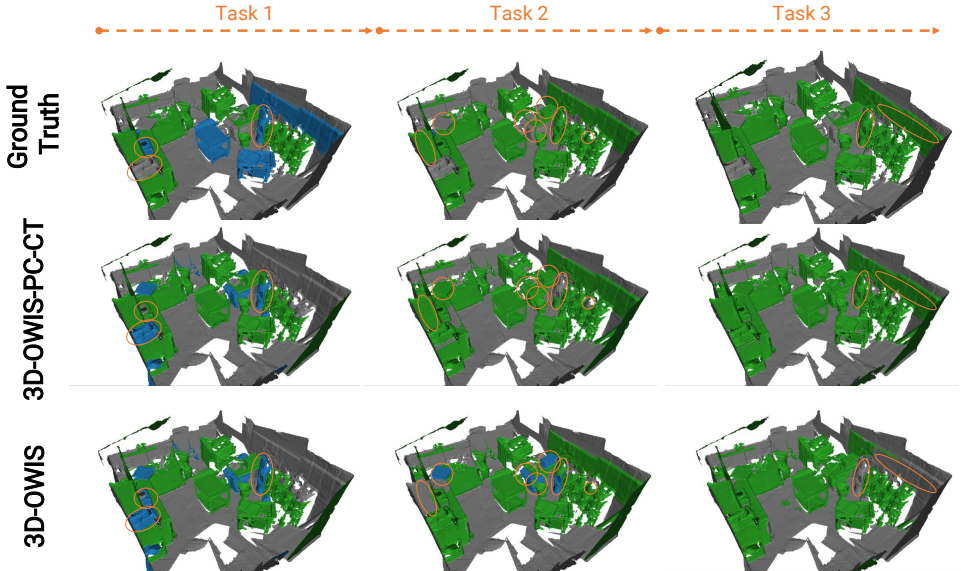 Task 1
Task 2
Task 3
Ground
Truth
3D-OWIS-PC-CT
3D-OWIS